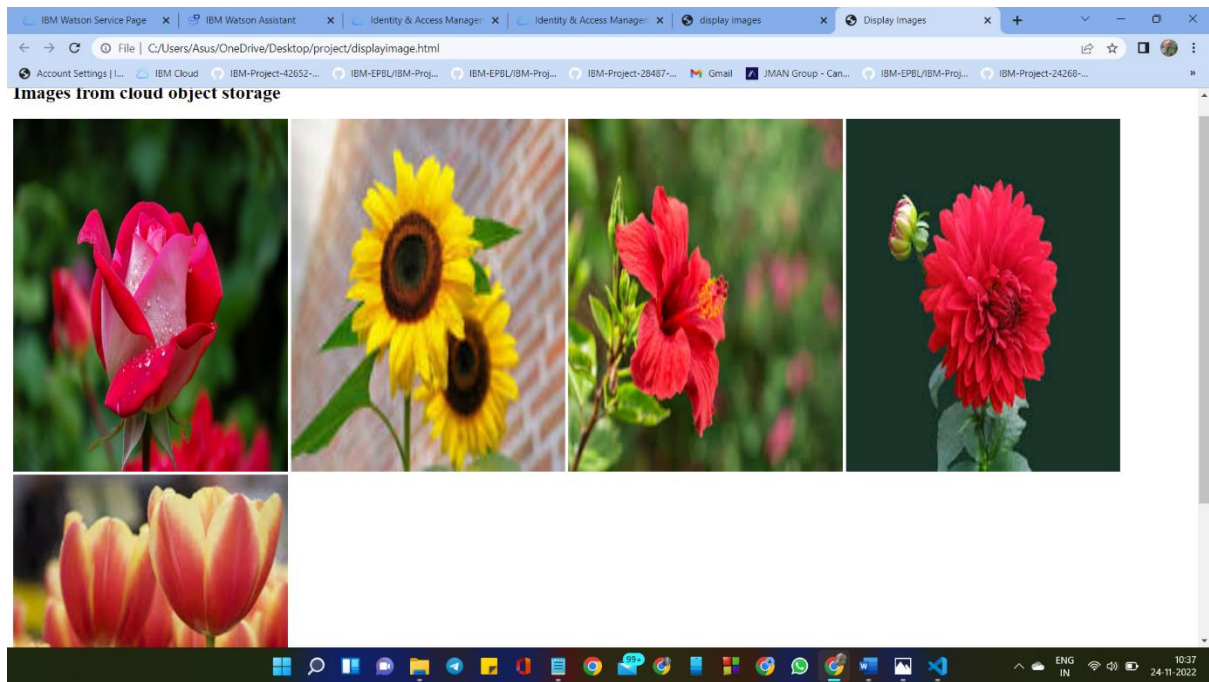 IBM Watson Service Page
IBM Watson Assistant
Identity & Access Manager
Identity & Access Manager
display images
Display Images
File | C:/Users/Asus/OneDrive/Desktop/project/displayimage.html
Account Settings | I...
IBM Cloud
IBM-Project-42652-...
IBM-EPBL/IBM-Proj...
IBM-EPBL/IBM-Proj...
IBM-Project-28487-...
Gmail
JMAN Group - Can...
IBM-EPBL/IBM-Proj...
IBM-Project-24268-...
Images from cloud object storage
99+
ENG
IN
10:37
24-11-2022